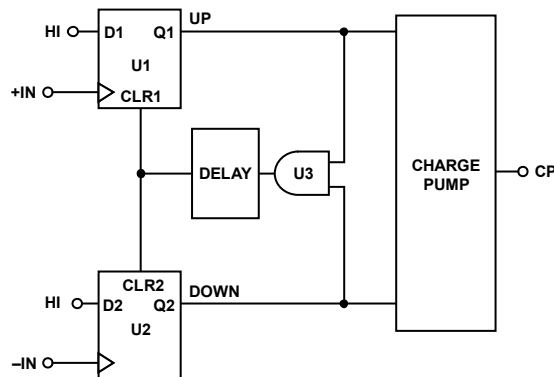 HI
D1
Q1
UP
U1
+IN
CLR1
DELAY
U3
CHARGE
PUMP
CP
CLR2
HI
D2
Q2
DOWN
U2
–IN